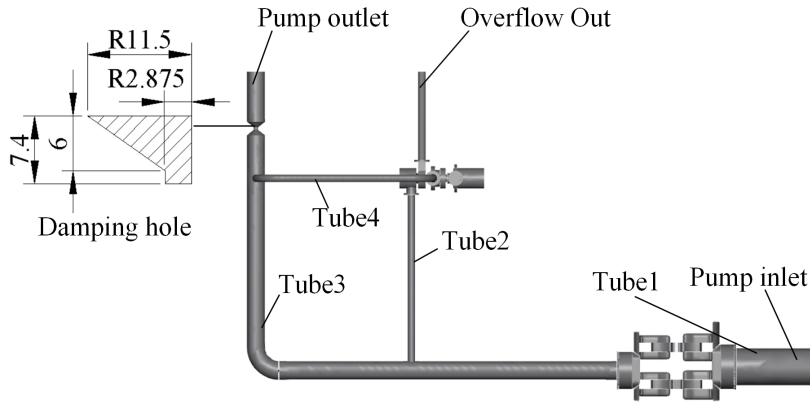 Pump outlet
Overflow Out
R11.5
R2.875
7.4
6
Damping hole
Tube4
Tube2
Tube3
Tube1
Pump inlet